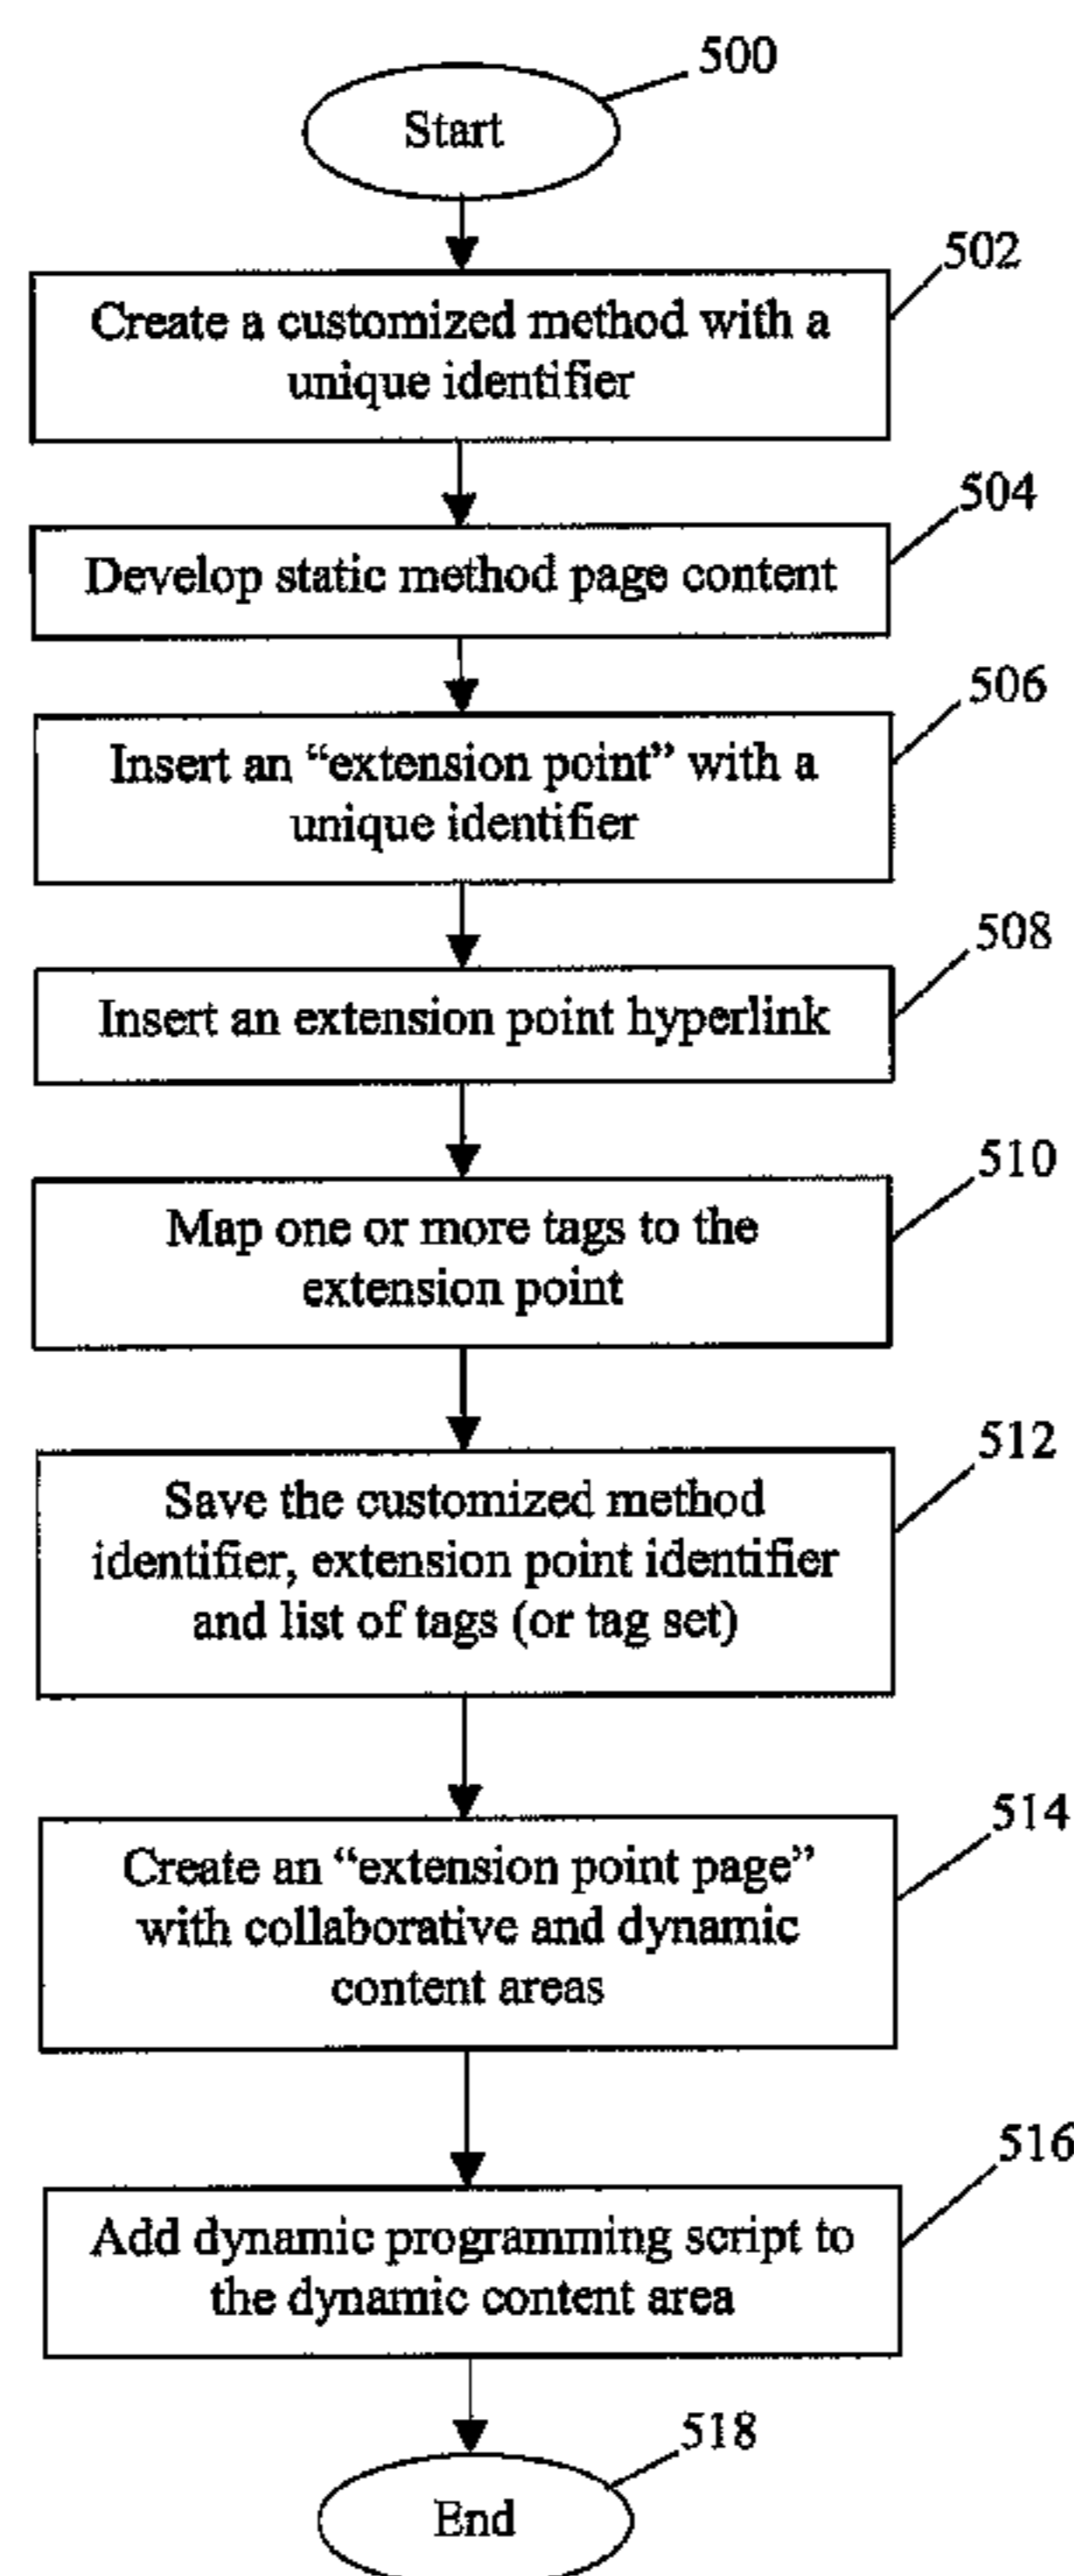 500
Start
502
Create a customized method with a
unique identifier
504
Develop static method page content
506
Insert an “extension point” with a
unique identifier
508
Insert an extension point hyperlink
510
Map one or more tags to the
extension point
512
Save the customized method
identifier, extension point identifier
and list of tags (or tag set)
514
Create an “extension point page”
with collaborative and dynamic
content areas
516
Add dynamic programming script to
the dynamic content area
518
End